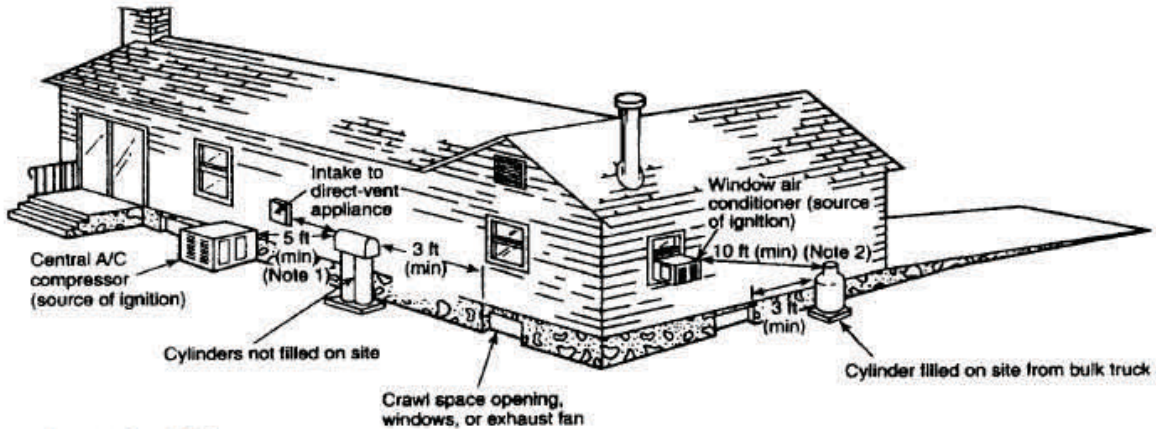 Intake to
direct-vent
appliance
Window air
conditioner (source
of ignition)
5 ft
(min)
(Note 1)
3 ft
(min)
10 ft (min) (Note 2)
Central A/C
compressor
(source of ignition)
3 ft
(min)
Cylinders not filled on site
Cylinder filled on site from bulk truck
Crawl space opening,
windows, or exhaust fan